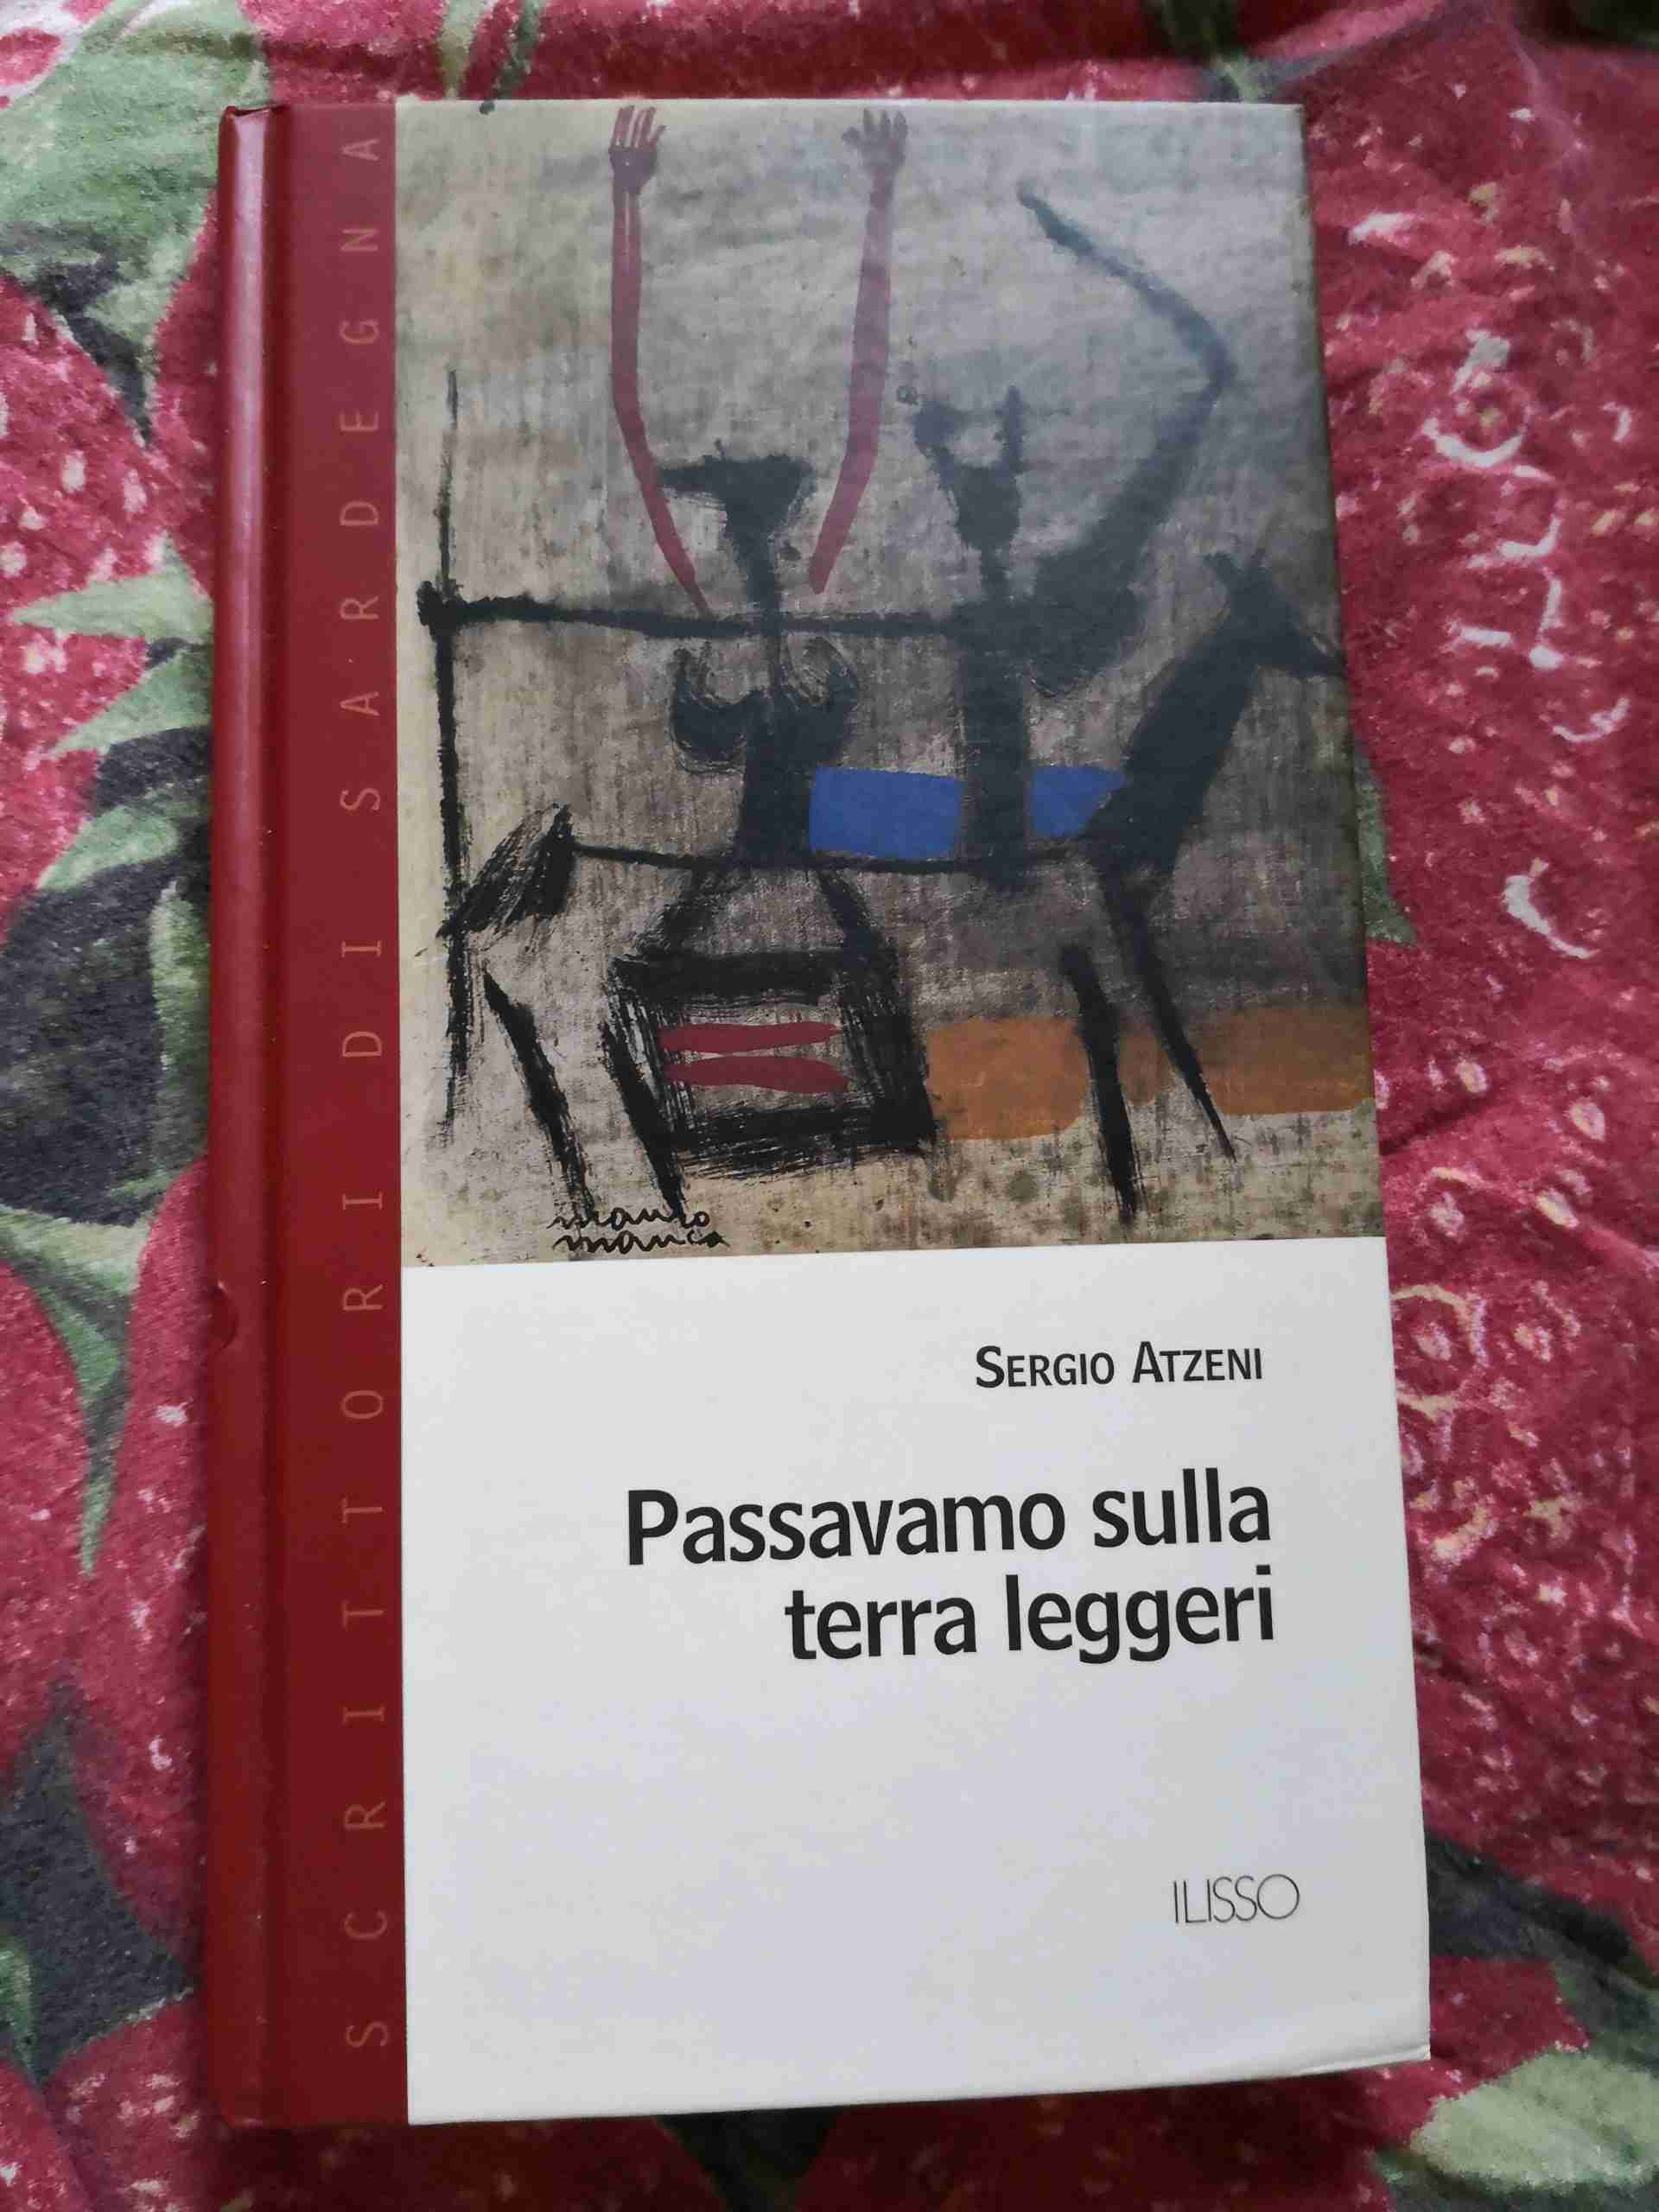 SCRITTORI DI SARDEGNA
mauro
manca
SERGIO ATZENI
Passavamo sulla
terra leggeri
ILISSO